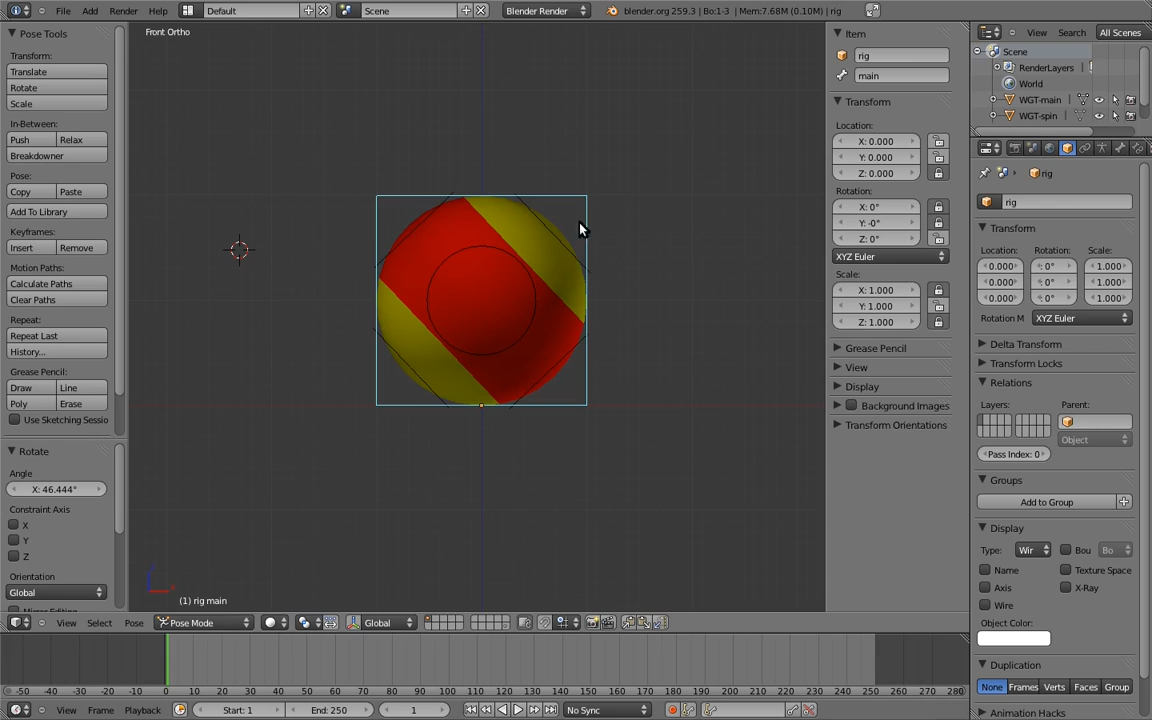 File Add Render Help Default Scene Blender Render blender.org 259.3 | Bo:1-3 | Mem:7.68M (0.10M) | rig
Pose Tools
Transform:
Translate
Rotate
Scale
In-Between:
Push Relax
Breakdowner
Pose:
Copy Paste
Add To Library
Keyframes:
Insert Remove
Motion Paths:
Calculate Paths
Clear Paths
Repeat:
Repeat Last
History...
Grease Pencil:
Draw Line
Poly Erase
Use Sketching Sessio
Rotate
Angle
X: 46.444°
Constraint Axis
X
Y
Z
Orientation
Global
Front Ortho
(1) rig main
Item
rig
main
Transform
Location:
X: 0.000
Y: 0.000
Z: 0.000
Rotation:
X: 0°
Y: -0°
Z: 0°
XYZ Euler
Scale:
X: 1.000
Y: 1.000
Z: 1.000
Grease Pencil
View
Display
Background Images
Transform Orientations
View Search All Scenes
Scene
RenderLayers |
World
WGT-main |
WGT-spin |
rig
rig
Transform
Location: Rotation: Scale:
0.000 : 0° 1.000
0.000 : 0° 1.000
0.000 : 0° 1.000
Rotation M XYZ Euler
Delta Transform
Transform Locks
Relations
Layers: Parent:
Object
Pass Index: 0
Groups
Add to Group
Display
Type: Wir Bou Bo
Name Texture Space
Axis X-Ray
Wire
Object Color:
Duplication
None Frames Verts Faces Group
Animation Hacks
View Select Pose Pose Mode Global
-50 -40 -30 -20 -10 0 10 20 30 40 50 60 70 80 90 100 110 120 130 140 150 160 170 180 190 200 210 220 230 240 250 260 270 280
View Frame Playback Start: 1 End: 250 1 No Sync